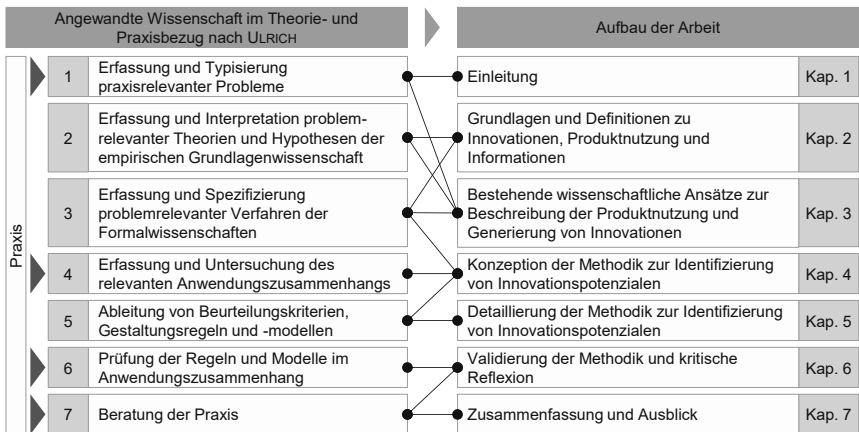 Angewandte Wissenschaft im Theorie- und
Praxisbezug nach ULRICH
Aufbau der Arbeit
Praxis
1
Erfassung und Typisierung
praxisrelevanter Probleme
Einleitung
Kap. 1
2
Erfassung und Interpretation problem-
relevanter Theorien und Hypothesen der
empirischen Grundlagenwissenschaft
Grundlagen und Definitionen zu
Innovationen, Produktnutzung und
Informationen
Kap. 2
3
Erfassung und Spezifizierung
problemrelevanter Verfahren der
Formalwissenschaften
Bestehende wissenschaftliche Ansätze zur
Beschreibung der Produktnutzung und
Generierung von Innovationen
Kap. 3
4
Erfassung und Untersuchung des
relevanten Anwendungszusammenhangs
Konzeption der Methodik zur Identifizierung
von Innovationspotenzialen
Kap. 4
5
Ableitung von Beurteilungskriterien,
Gestaltungsregeln und -modellen
Detaillierung der Methodik zur Identifizierung
von Innovationspotenzialen
Kap. 5
6
Prüfung der Regeln und Modelle im
Anwendungszusammenhang
Validierung der Methodik und kritische
Reflexion
Kap. 6
7
Beratung der Praxis
Zusammenfassung und Ausblick
Kap. 7